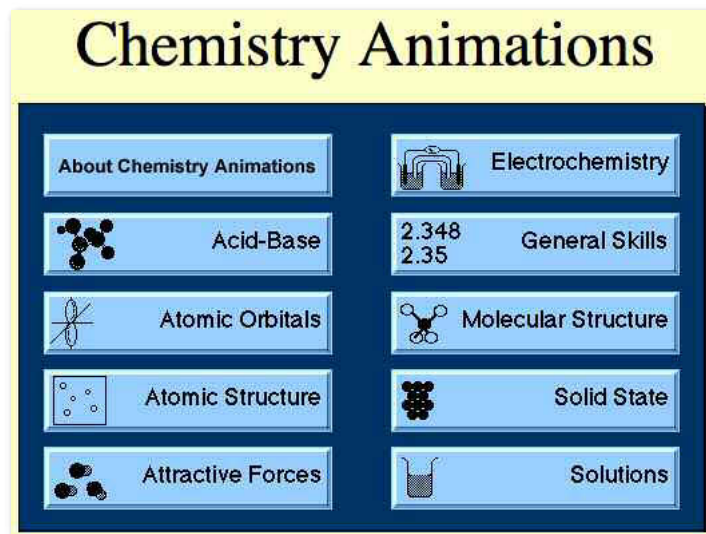 Chemistry Animations
About Chemistry Animations
Electrochemistry
Acid-Base
2.348
2.35
General Skills
Atomic Orbitals
Molecular Structure
Atomic Structure
Solid State
Attractive Forces
Solutions